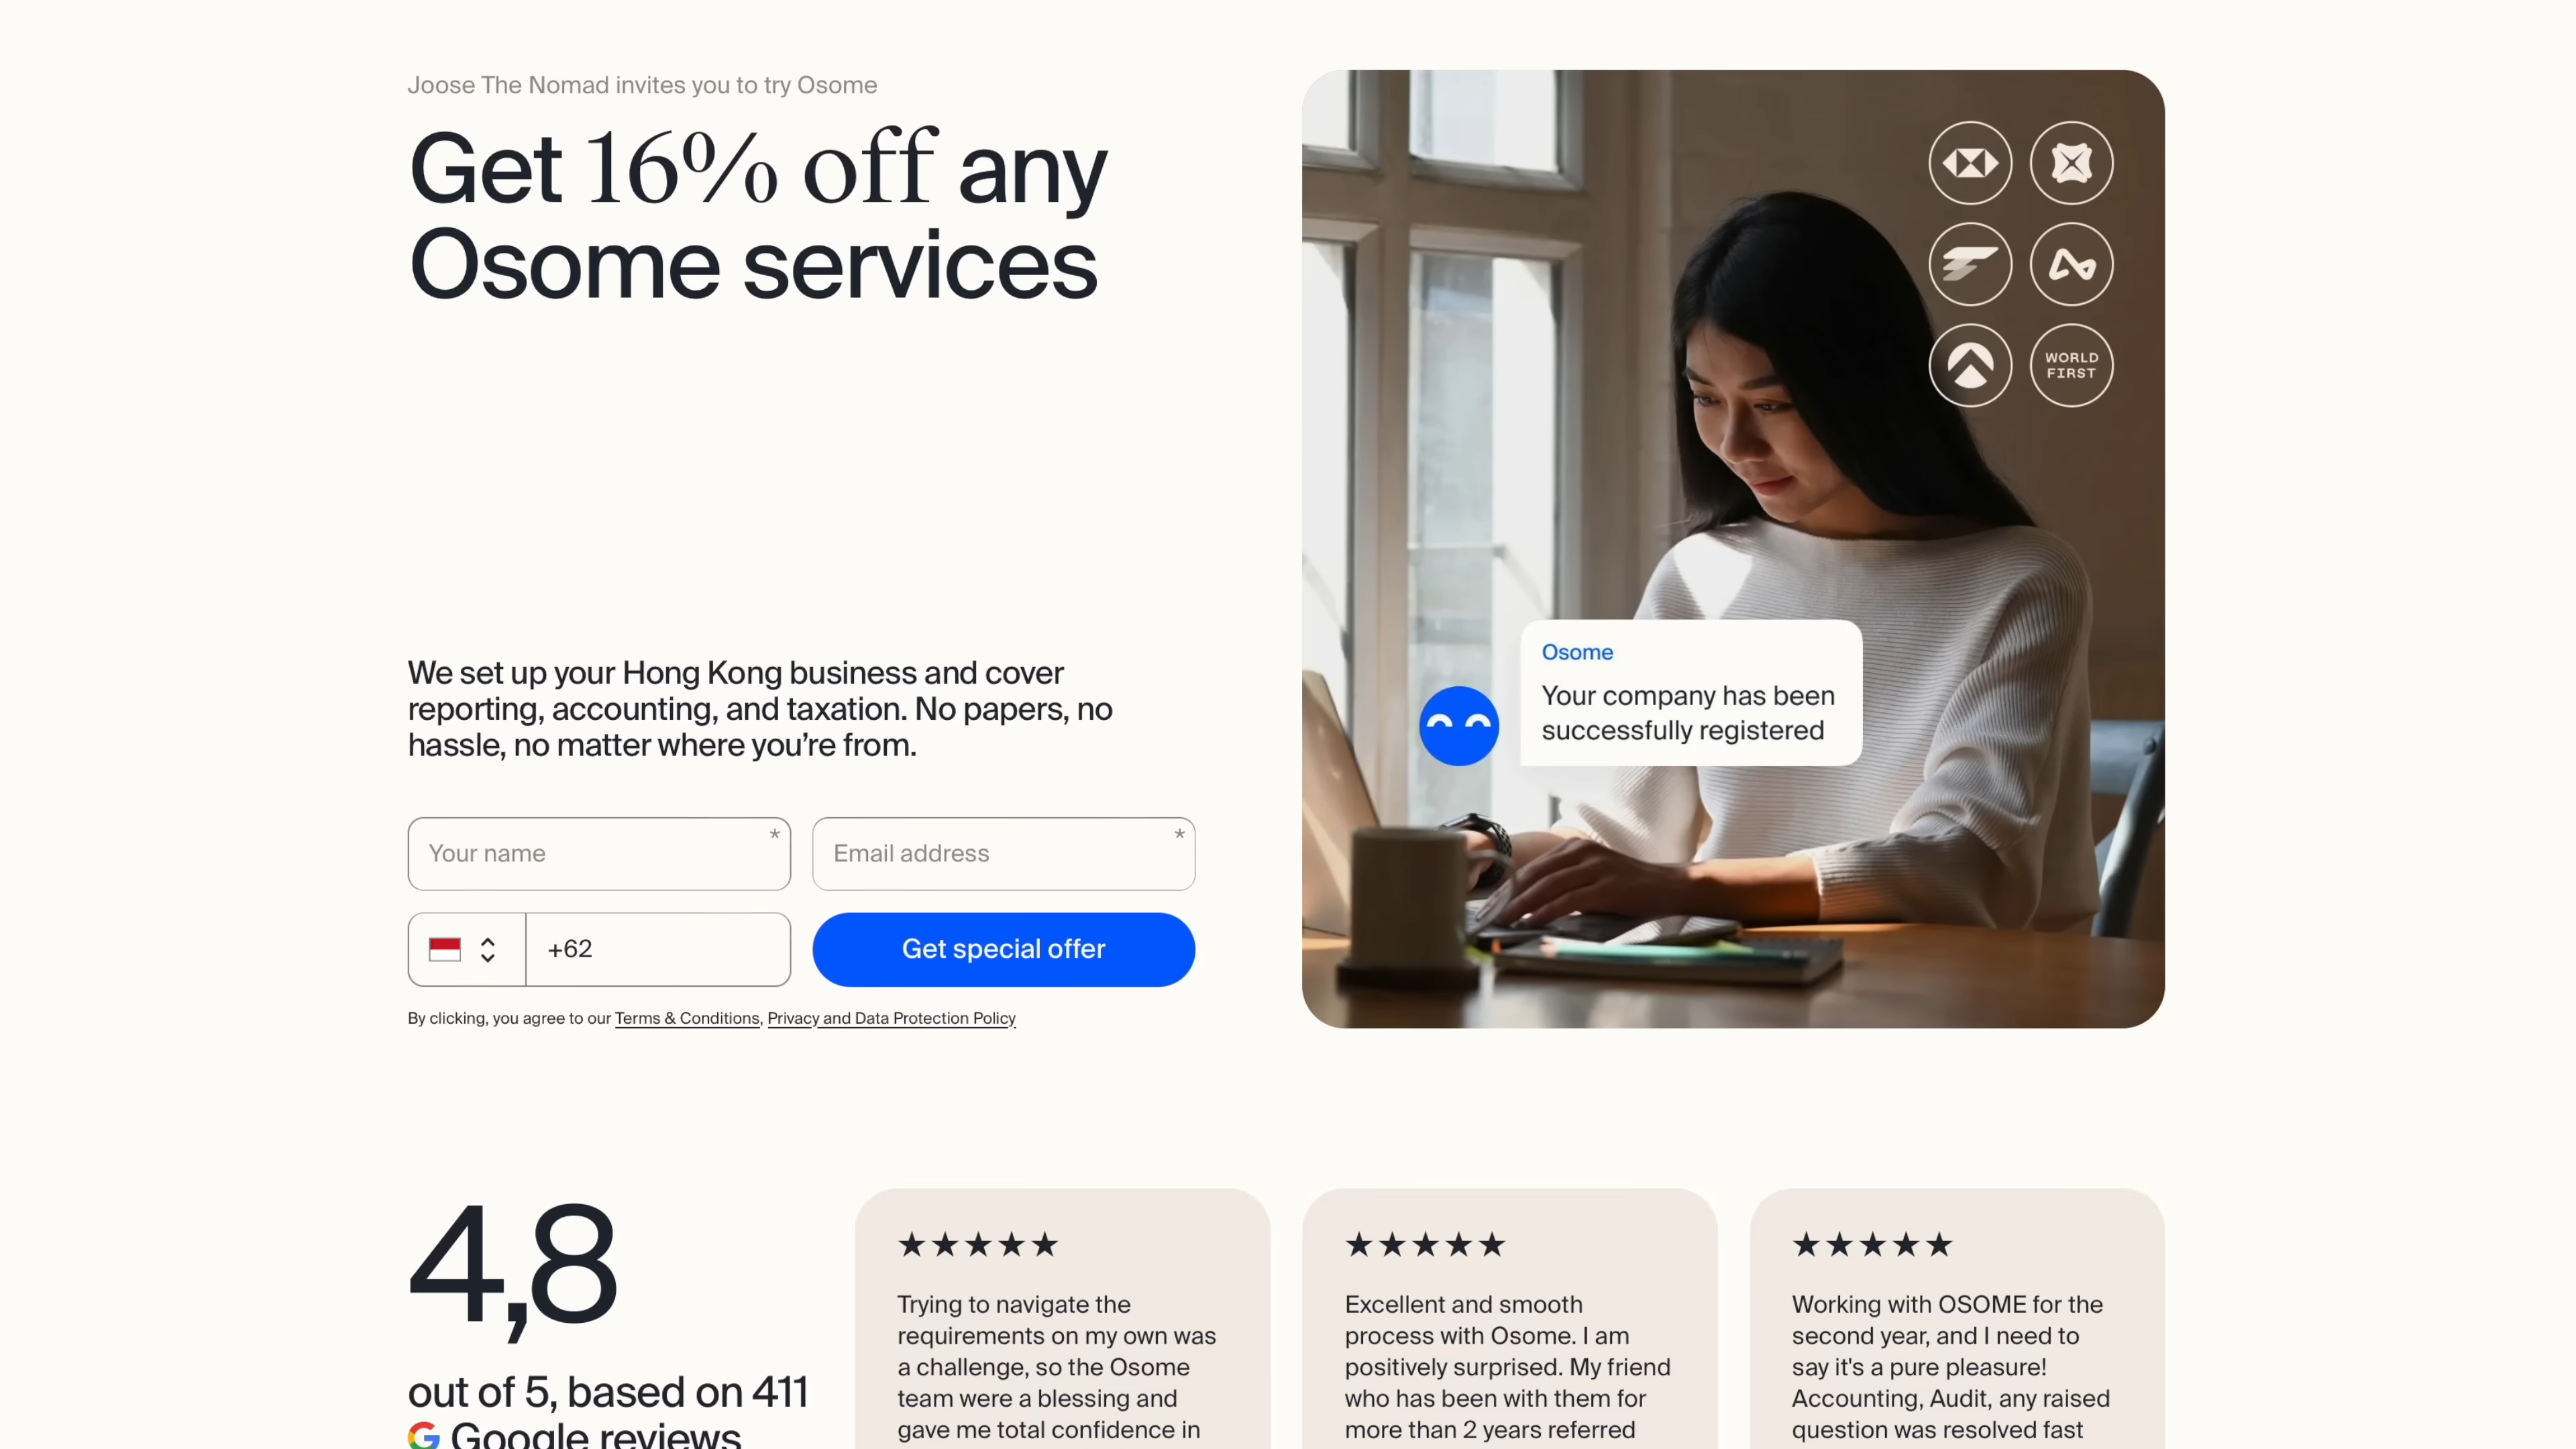 Joose The Nomad invites you to try Osome
Get 16% off any
Osome services
We set up your Hong Kong business and cover
reporting, accounting, and taxation. No papers, no
hassle, no matter where you’re from.
Your name *
Email address *
+62
Get special offer
By clicking, you agree to our Terms & Conditions, Privacy and Data Protection Policy
WORLD
FIRST
Osome
Your company has been
successfully registered
4,8
out of 5, based on 411
Google reviews
★★★★★
Trying to navigate the
requirements on my own was
a challenge, so the Osome
team were a blessing and
gave me total confidence in
★★★★★
Excellent and smooth
process with Osome. I am
positively surprised. My friend
who has been with them for
more than 2 years referred
★★★★★
Working with OSOME for the
second year, and I need to
say it's a pure pleasure!
Accounting, Audit, any raised
question was resolved fast